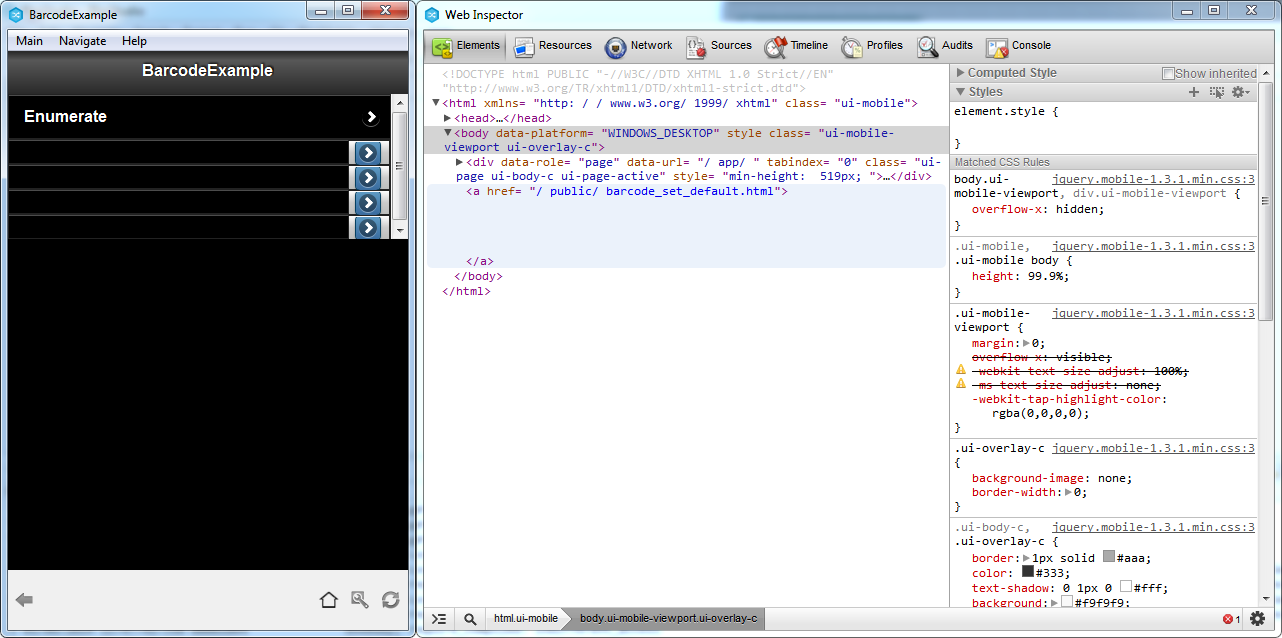 BarcodeExample
Main Navigate Help
BarcodeExample
Enumerate
Web Inspector
Elements Resources Network Sources Timeline Profiles Audits Console
<!DOCTYPE html PUBLIC "-//W3C//DTD XHTML 1.0 Strict//EN"
"http://www.w3.org/TR/xhtml1/DTD/xhtml1-strict.dtd">
<html xmlns= "http: / / www.w3.org/ 1999/ xhtml" class= "ui-mobile">
<head>…</head>
<body data-platform= "WINDOWS_DESKTOP" style class= "ui-mobile-
viewport ui-overlay-c">
<div data-role= "page" data-url= "/ app/ " tabindex= "0" class= "ui-
page ui-body-c ui-page-active" style= "min-height:  519px; ">…</div>
<a href= "/ public/ barcode_set_default.html">
</a>
</body>
</html>
Computed Style Show inherited
Styles
element.style {
}
Matched CSS Rules
body.ui- jquery.mobile-1.3.1.min.css:3
mobile-viewport, div.ui-mobile-viewport {
overflow-x: hidden;
}
.ui-mobile, jquery.mobile-1.3.1.min.css:3
.ui-mobile body {
height: 99.9%;
}
.ui-mobile- jquery.mobile-1.3.1.min.css:3
viewport {
margin: 0;
overflow-x: visible;
-webkit-text-size-adjust: 100%;
-ms-text-size-adjust: none;
-webkit-tap-highlight-color:
rgba(0,0,0,0);
}
.ui-overlay-c jquery.mobile-1.3.1.min.css:3
{
background-image: none;
border-width: 0;
}
.ui-body-c, jquery.mobile-1.3.1.min.css:3
.ui-overlay-c {
border: 1px solid #aaa;
color: #333;
text-shadow: 0 1px 0 #fff;
background: #f9f9f9;
html.ui-mobile body.ui-mobile-viewport.ui-overlay-c 1